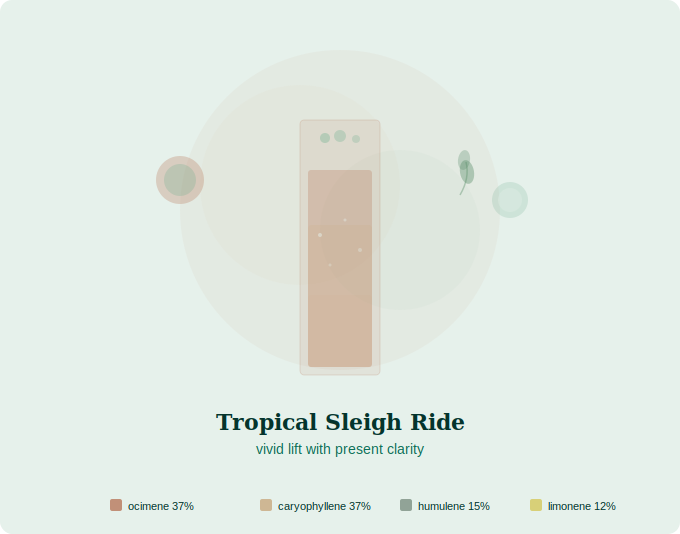 Tropical Sleigh Ride
vivid lift with present clarity
ocimene 37% caryophyllene 37% humulene 15% limonene 12%